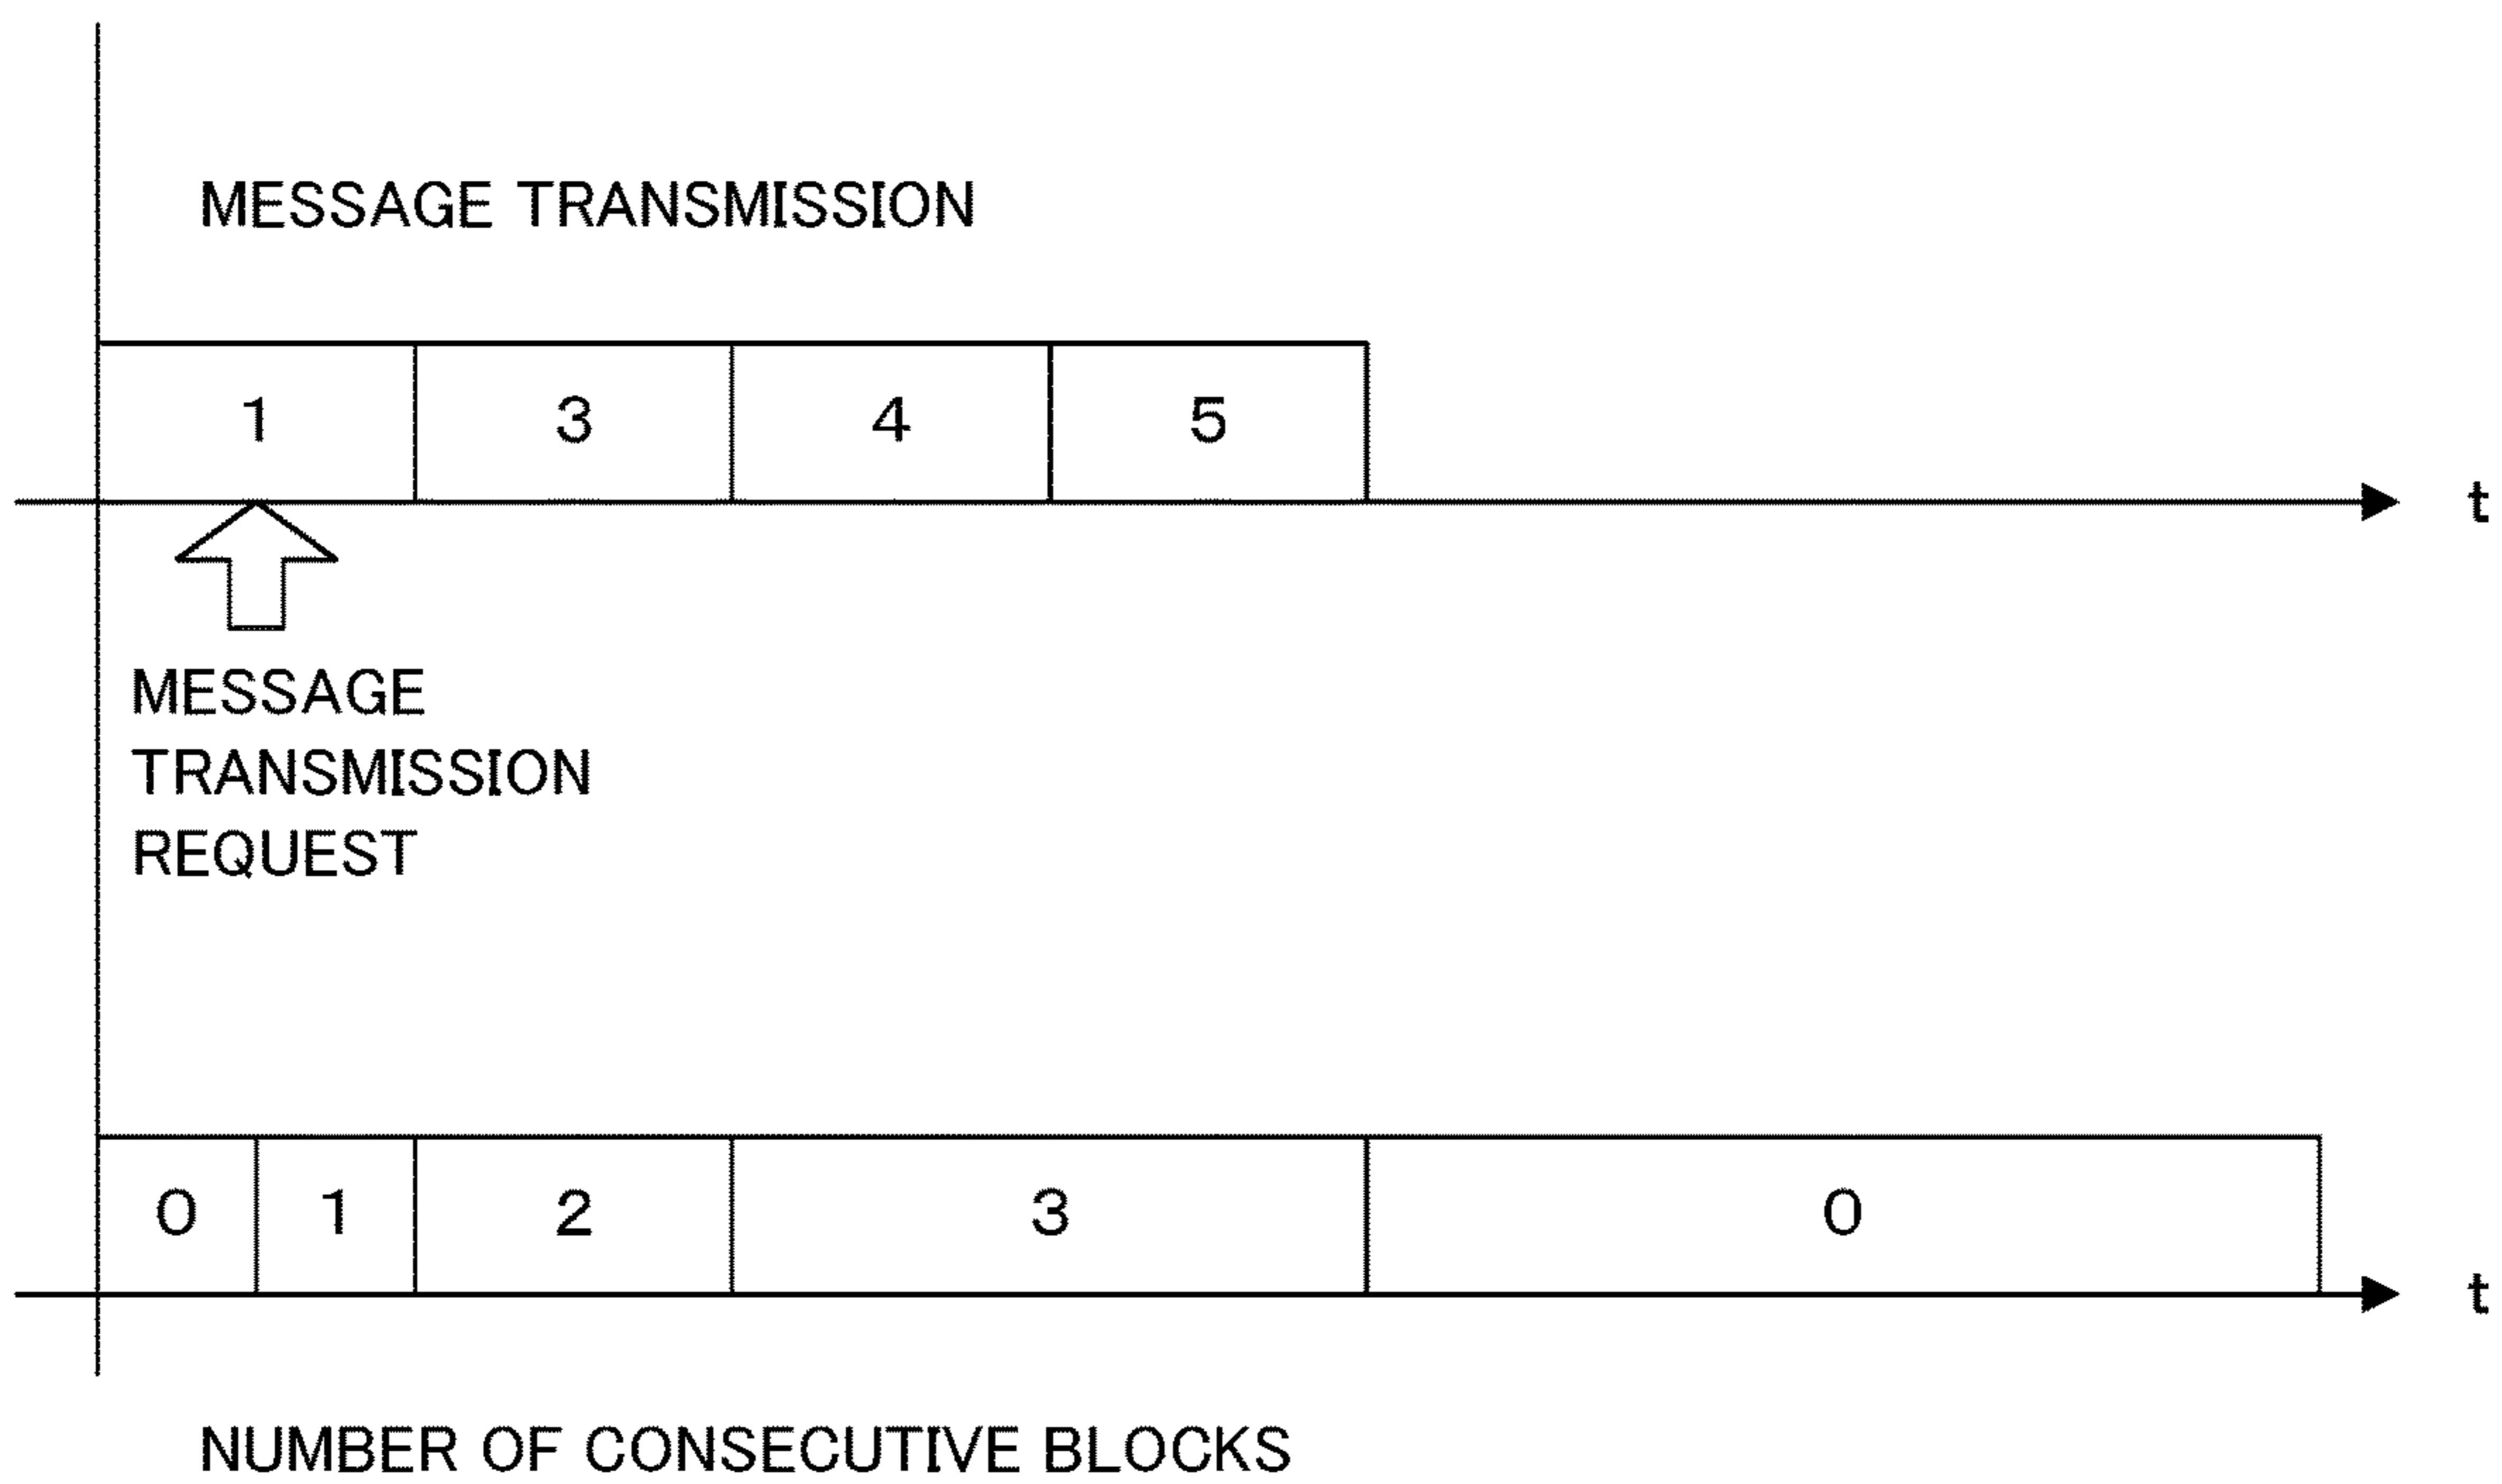 MESSAGE TRANSMISSION
1 3 4 5
t
MESSAGE
TRANSMISSION
REQUEST
0 1 2 3 0
t
NUMBER OF CONSECUTIVE BLOCKS